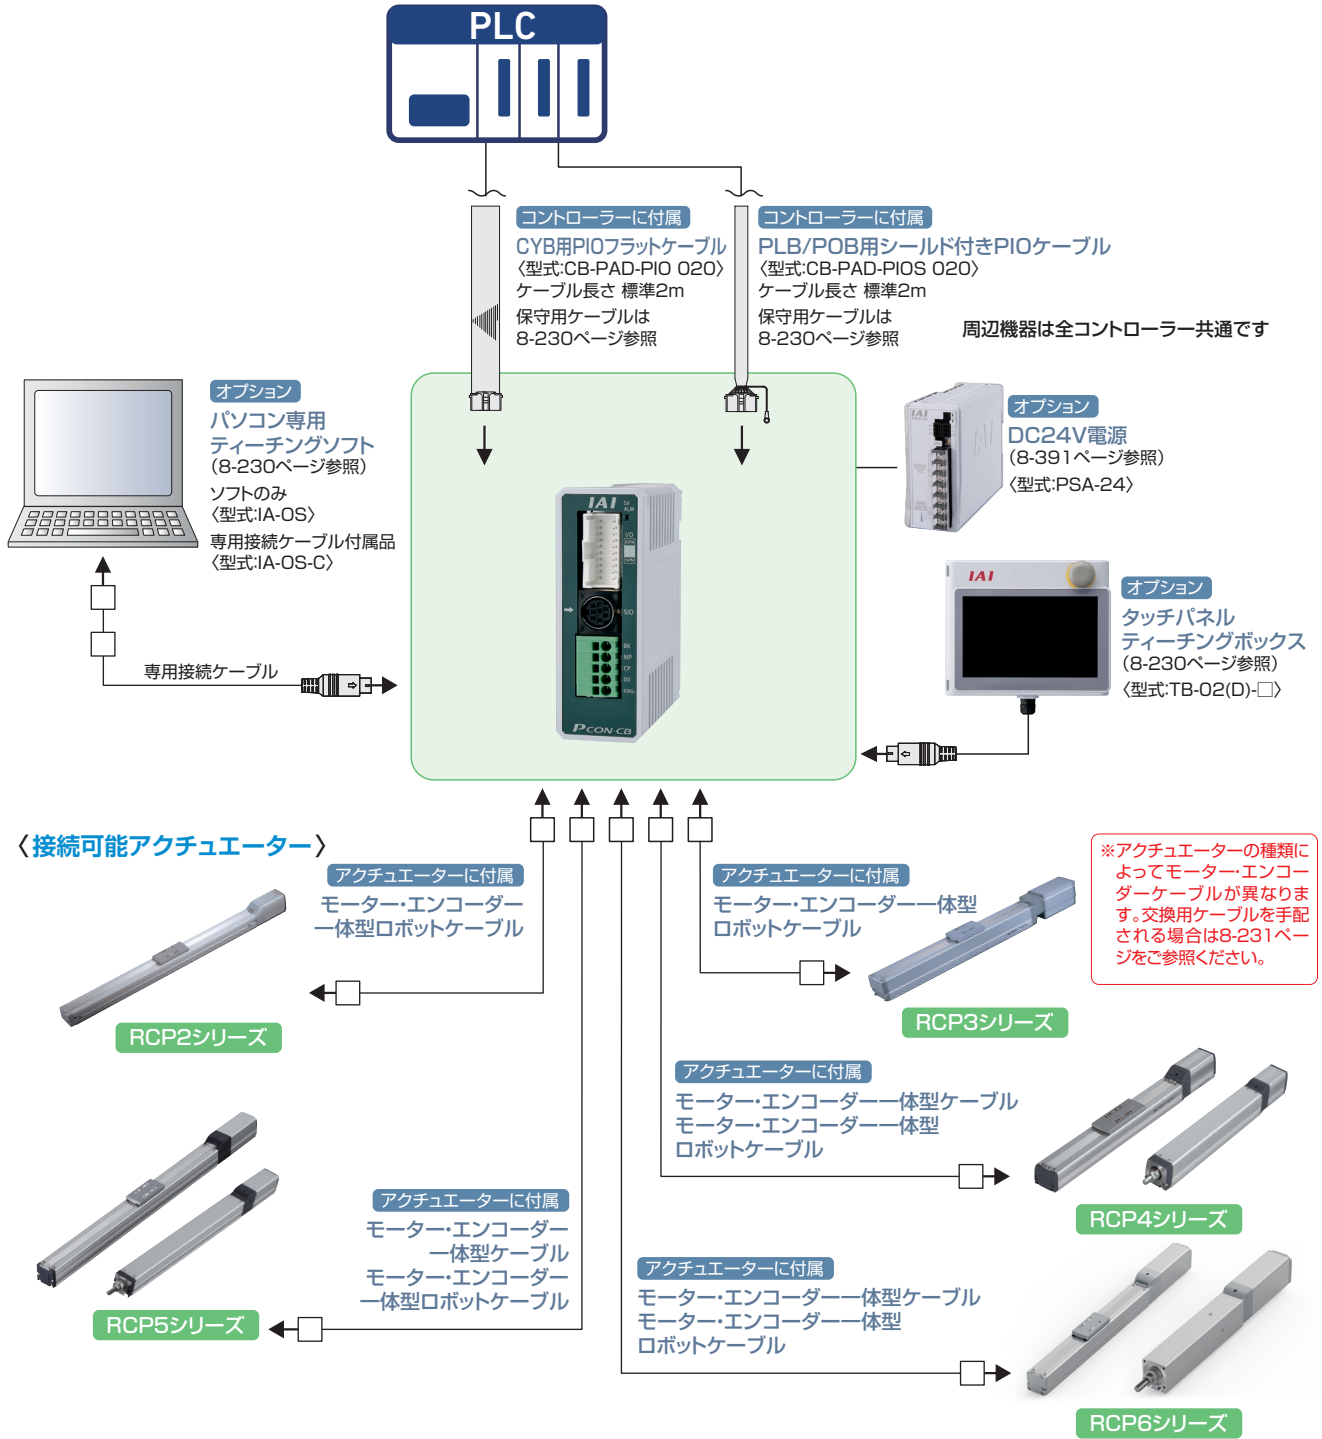 PLC
コントローラーに付属
CYB用PIOフラットケーブル
〈型式:CB-PAD-PIO 020〉
ケーブル長さ 標準2m
保守用ケーブルは
8-230ページ参照
コントローラーに付属
PLB/POB用シールド付きPIOケーブル
〈型式:CB-PAD-PIOS 020〉
ケーブル長さ 標準2m
保守用ケーブルは
8-230ページ参照
周辺機器は全コントローラー共通です
オプション
パソコン専用
ティーチングソフト
(8-230ページ参照)
ソフトのみ
〈型式:IA-OS〉
専用接続ケーブル付属品
〈型式:IA-OS-C〉
専用接続ケーブル
IAI
SV
ALM
I/O
SIO
BK
MP
CP
0V
EMG-
PCON-CB
IAI
オプション
DC24V電源
(8-391ページ参照)
〈型式:PSA-24〉
IAI
オプション
タッチパネル
ティーチングボックス
(8-230ページ参照)
〈型式:TB-02(D)-□〉
〈接続可能アクチュエーター〉
アクチュエーターに付属
モーター・エンコーダー
一体型ロボットケーブル
RCP2シリーズ
アクチュエーターに付属
モーター・エンコーダー一体型
ロボットケーブル
RCP3シリーズ
※アクチュエーターの種類に
よってモーター・エンコー
ダーケーブルが異なりま
す。交換用ケーブルを手配
される場合は8-231ペー
ジをご参照ください。
アクチュエーターに付属
モーター・エンコーダー一体型ケーブル
モーター・エンコーダー一体型
ロボットケーブル
RCP4シリーズ
アクチュエーターに付属
モーター・エンコーダー
一体型ケーブル
モーター・エンコーダー
一体型ロボットケーブル
RCP5シリーズ
アクチュエーターに付属
モーター・エンコーダー一体型ケーブル
モーター・エンコーダー一体型
ロボットケーブル
RCP6シリーズ